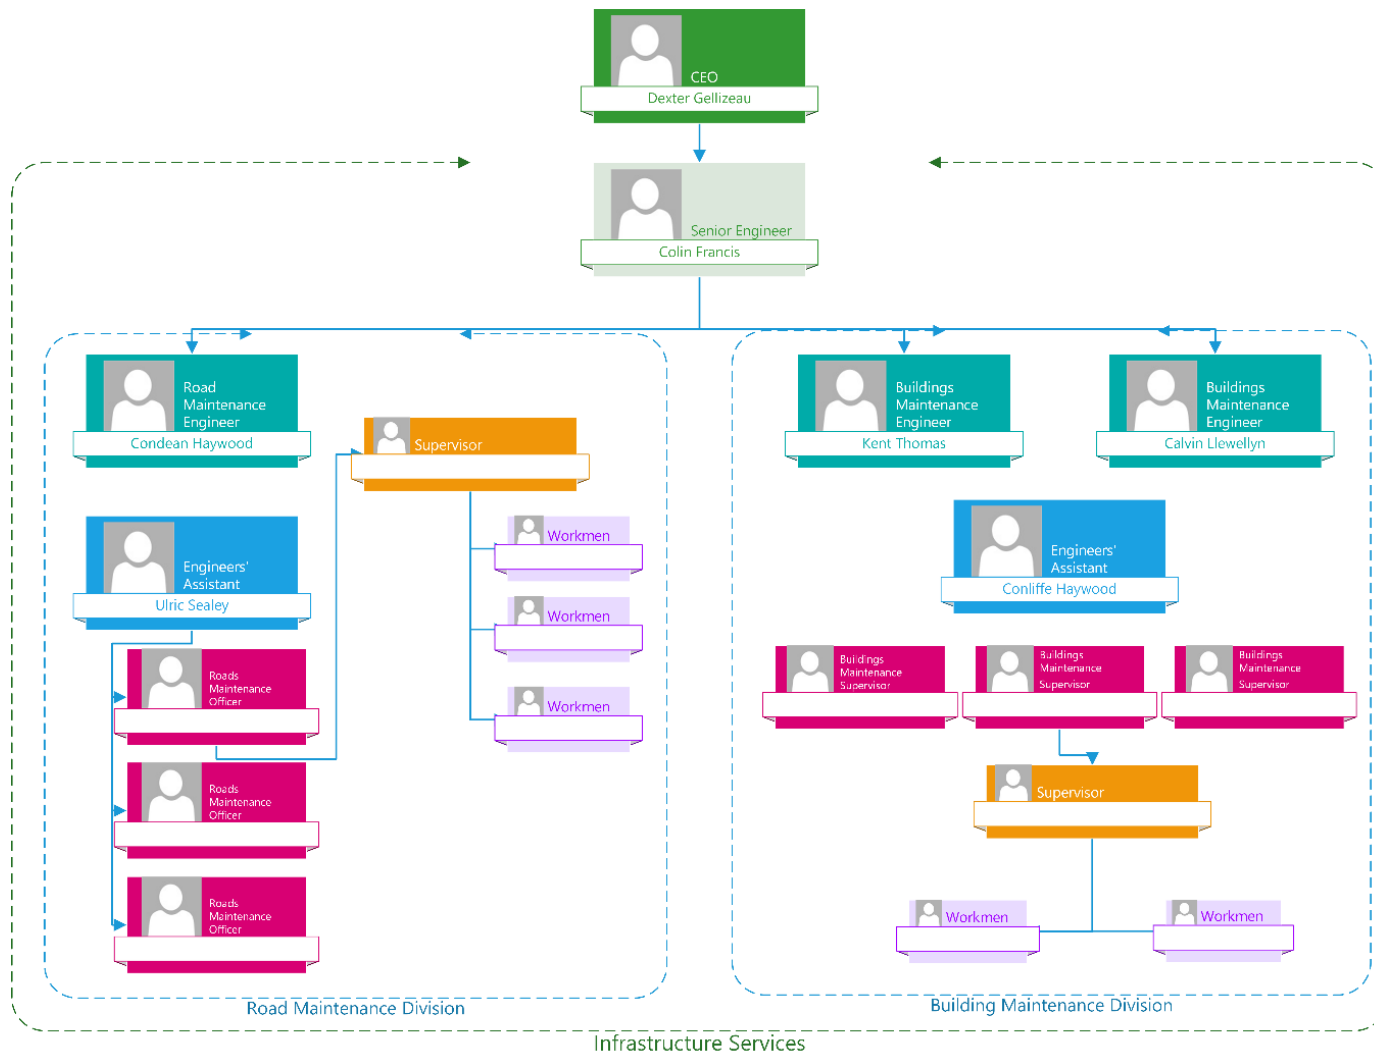 CEO
Dexter Gellizeau
Senior Engineer
Colin Francis
Road
Maintenance
Engineer
Condean Haywood
Supervisor
Workmen
Workmen
Workmen
Engineers'
Assistant
Ulric Sealey
Roads
Maintenance
Officer
Roads
Maintenance
Officer
Roads
Maintenance
Officer
Road Maintenance Division
Buildings
Maintenance
Engineer
Kent Thomas
Buildings
Maintenance
Engineer
Calvin Llewellyn
Engineers'
Assistant
Conliffe Haywood
Buildings
Maintenance
Supervisor
Buildings
Maintenance
Supervisor
Buildings
Maintenance
Supervisor
Supervisor
Workmen
Workmen
Building Maintenance Division
Infrastructure Services